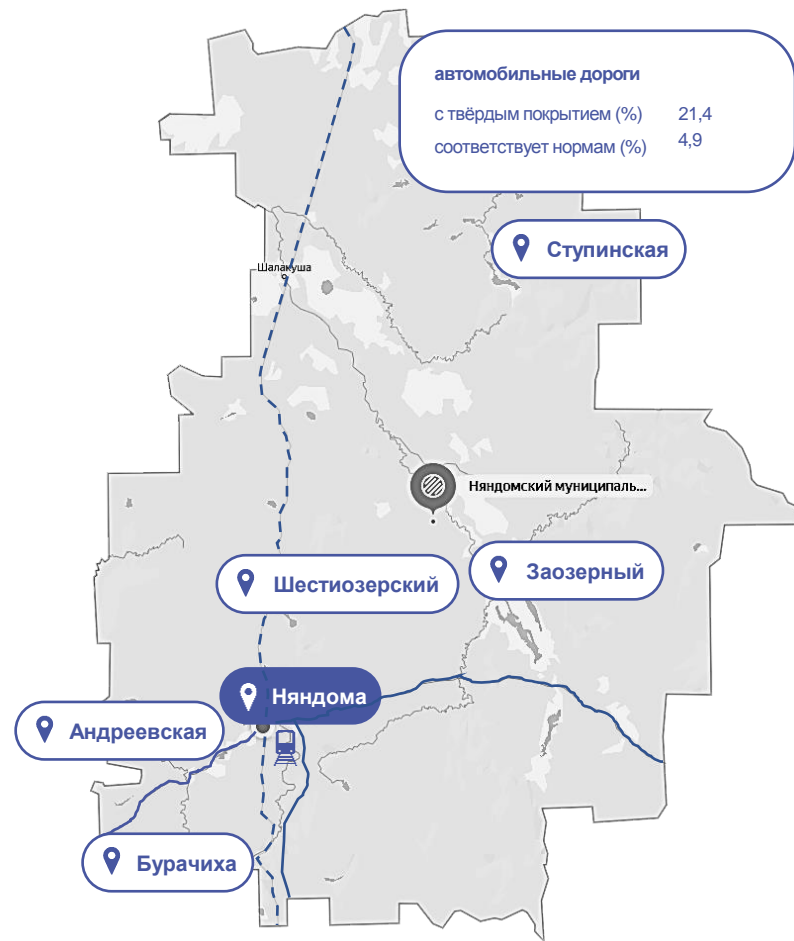 автомобильные дороги
с твёрдым покрытием (%) 21,4
соответствует нормам (%) 4,9
Ступинская
Шалакуша
Няндомский муниципаль...
Шестиозерский
Заозерный
Няндома
Андреевская
Бурачиха